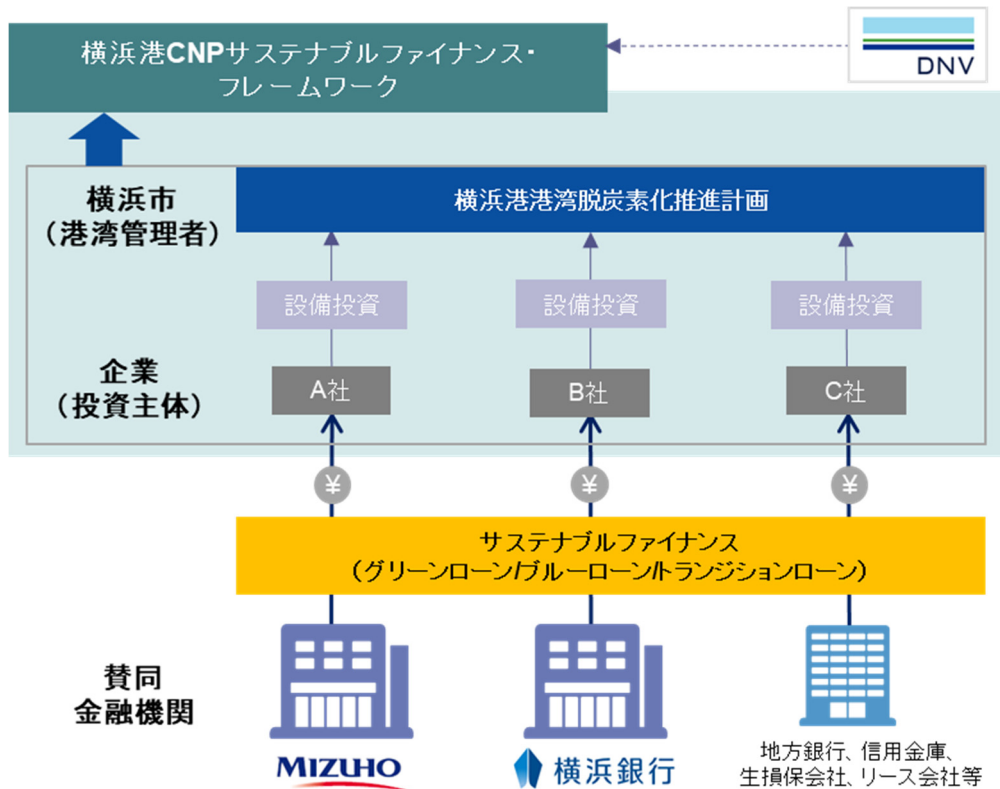 横浜港CNPサステナブルファイナンス・
フレームワーク
DNV
横浜市
（港湾管理者）
横浜港港湾脱炭素化推進計画
設備投資
設備投資
設備投資
企業
（投資主体）
A社
B社
C社
¥
¥
¥
サステナブルファイナンス
（グリーンローン/ブルーローン/トランジションローン）
賛同
金融機関
MIZUHO
横浜銀行
地方銀行、信用金庫、
生損保会社、リース会社等